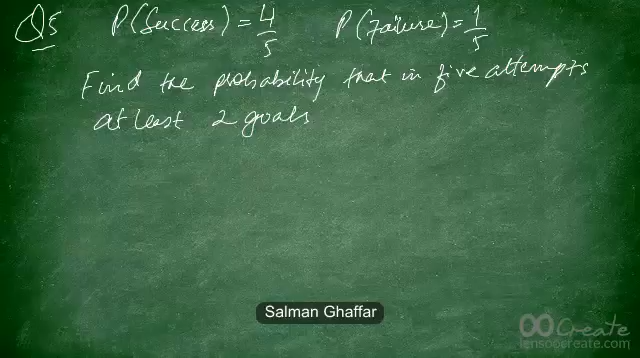 Q5 P(Success) = 4/5 P(Failure) = 1/5
Find the probability that in five attempts
at least 2 goals
Salman Ghaffar
Create
lensoocreate.com